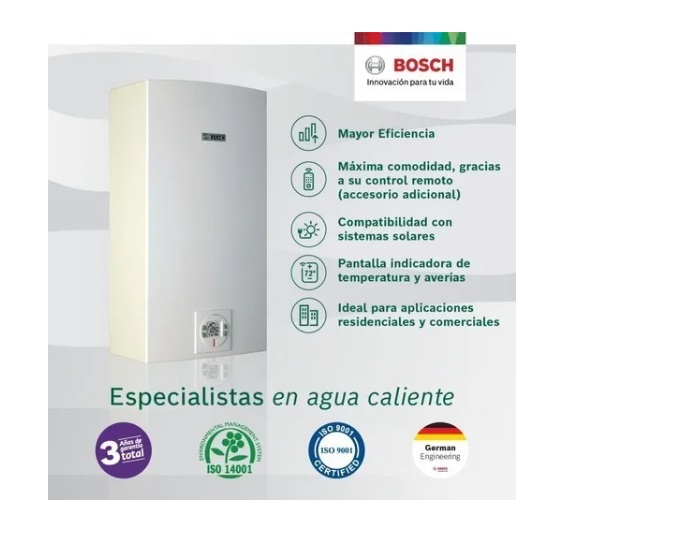 BOSCH
Innovación para tu vida
BOSCH
Mayor Eficiencia
Máxima comodidad, gracias
a su control remoto
(accesorio adicional)
Compatibilidad con
sistemas solares
72°
Pantalla indicadora de
temperatura y averías
Ideal para aplicaciones
residenciales y comerciales
Especialistas en agua caliente
3 Años de
garantía
total
ENVIRONMENTAL MANAGEMENT SYSTEM
ISO 14001
ISO 9001
ISO 9001
CERTIFIED
German
Engineering
BOSCH